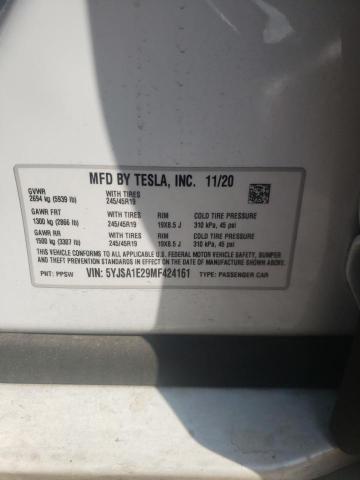 MFD BY TESLA, INC. 11/20
GVWR
2694 kg (5939 lb)
WITH TIRES
245/45R19
GAWR FRT
1300 kg (2866 lb)
WITH TIRES
245/45R19
RIM
19X8.5 J
COLD TIRE PRESSURE
310 kPa, 45 psi
GAWR RR
1500 kg (3307 lb)
WITH TIRES
245/45R19
RIM
19X8.5 J
COLD TIRE PRESSURE
310 kPa, 45 psi
THIS VEHICLE CONFORMS TO ALL APPLICABLE U.S. FEDERAL MOTOR VEHICLE SAFETY, BUMPER
AND THEFT PREVENTION STANDARDS IN EFFECT ON THE DATE OF MANUFACTURE SHOWN ABOVE.
PNT: PPSW VIN: 5YJSA1E29MF424161 TYPE: PASSENGER CAR